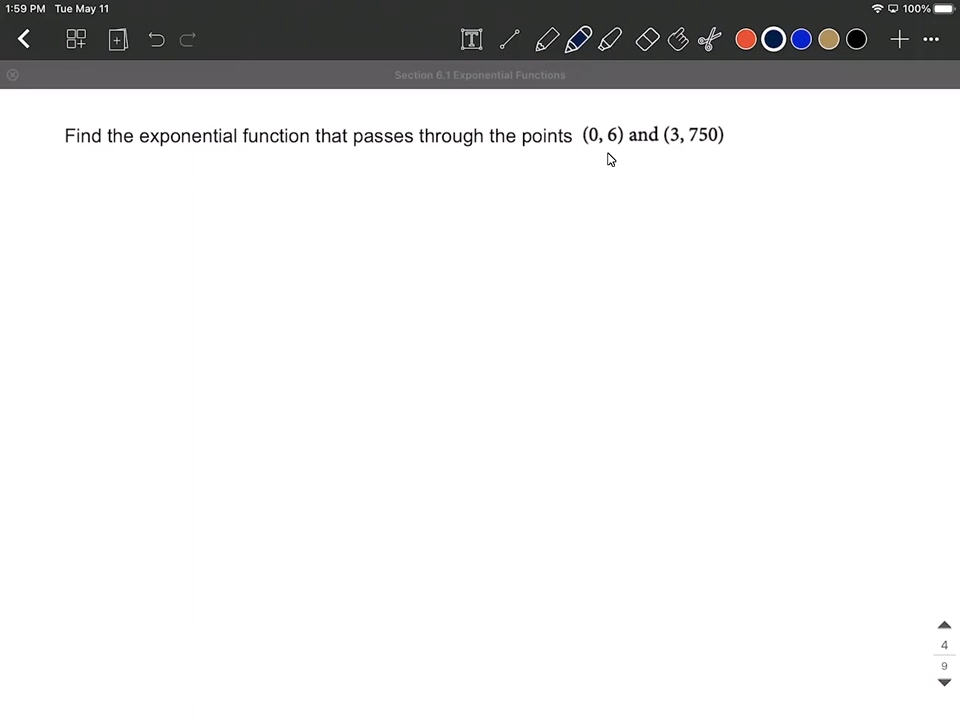 1:59 PM Tue May 11 100%
T
Section 6.1 Exponential Functions
Find the exponential function that passes through the points (0, 6) and (3, 750)
4
9